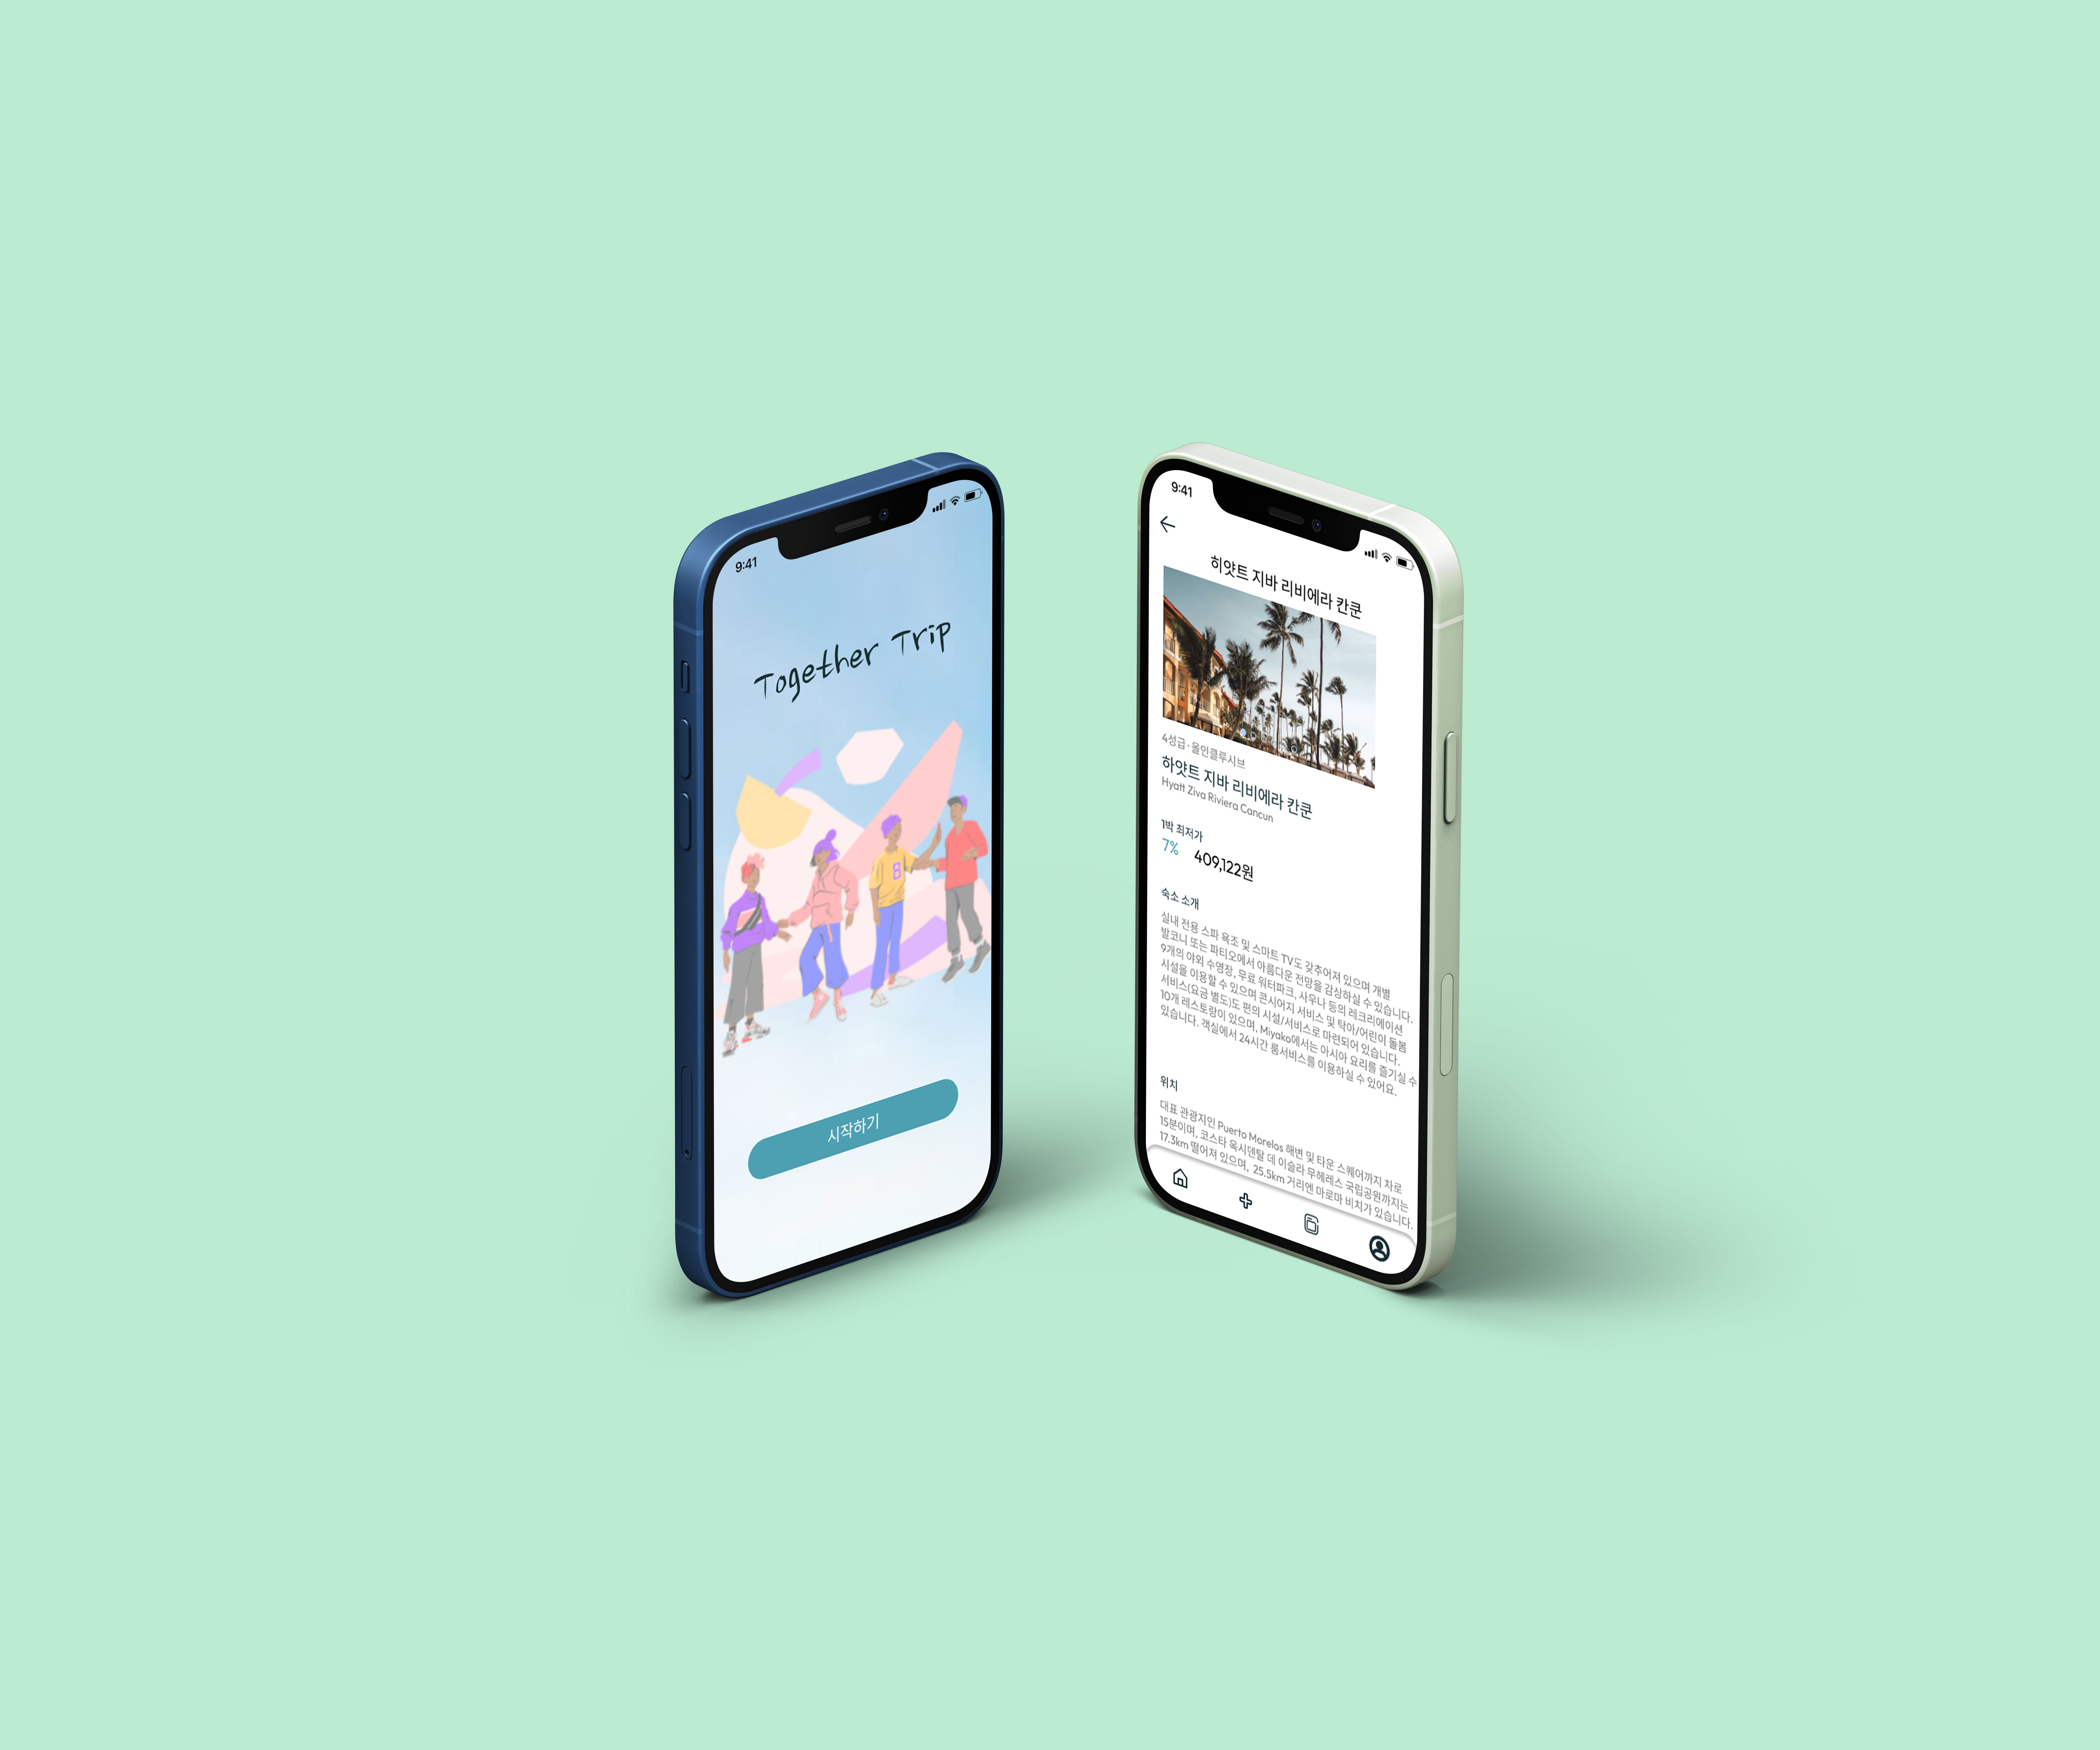 9:41
Together Trip
8
시작하기
9:41
히얏트 지바 리비에라 칸쿤
4성급·올인클루시브
하얏트 지바 리비에라 칸쿤
Hyatt Ziva Riviera Cancun
1박 최저가
7% 409,122원
숙소 소개
실내 전용 스파 욕조 및 스마트 TV도 갖추어져 있으며 개별
발코니 또는 파티오에서 아름다운 전망을 감상하실 수 있습니다.
9개의 야외 수영장, 무료 워터파크, 사우나 등의 레크리에이션
시설을 이용할 수 있으며 콘시어지 서비스 및 탁아/어린이 돌봄
서비스(요금 별도)도 편의 시설/서비스로 마련되어 있습니다.
10개 레스토랑이 있으며, Miyako에서는 아시아 요리를 즐기실 수
있습니다. 객실에서 24시간 룸서비스를 이용하실 수 있어요.
위치
대표 관광지인 Puerto Morelos 해변 및 타운 스퀘어까지 차로
15분이며, 코스타 옥시덴탈 데 이슬라 무헤레스 국립공원까지는
17.3km 떨어져 있으며, 25.5km 거리엔 마로마 비치가 있습니다.